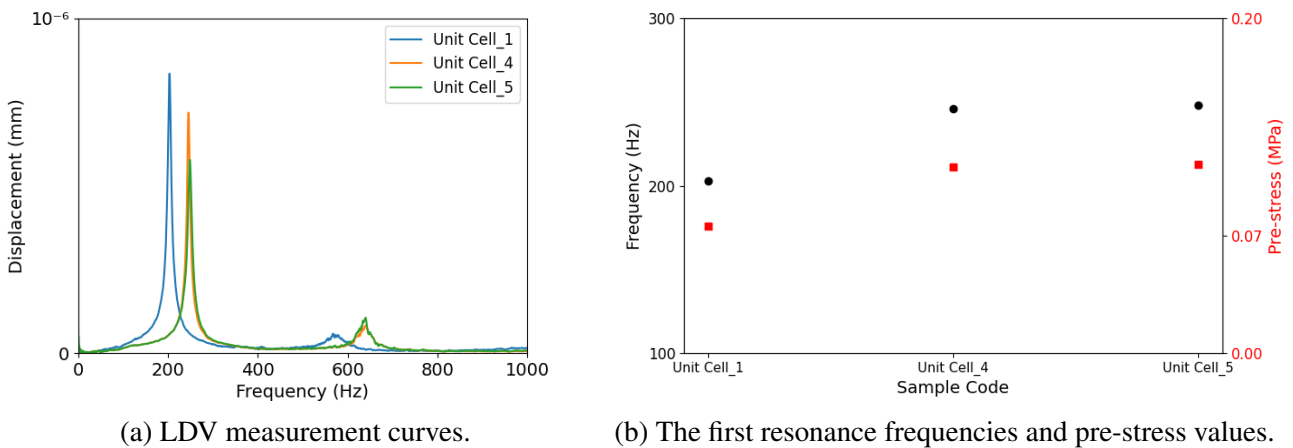 10⁻⁶
Displacement (mm)
0
Unit Cell_1
Unit Cell_4
Unit Cell_5
0 200 400 600 800 1000
Frequency (Hz)
(a) LDV measurement curves.
300
200
100
Frequency (Hz)
0.20
0.07
0.00
Pre-stress (MPa)
Unit Cell_1 Unit Cell_4 Unit Cell_5
Sample Code
(b) The first resonance frequencies and pre-stress values.